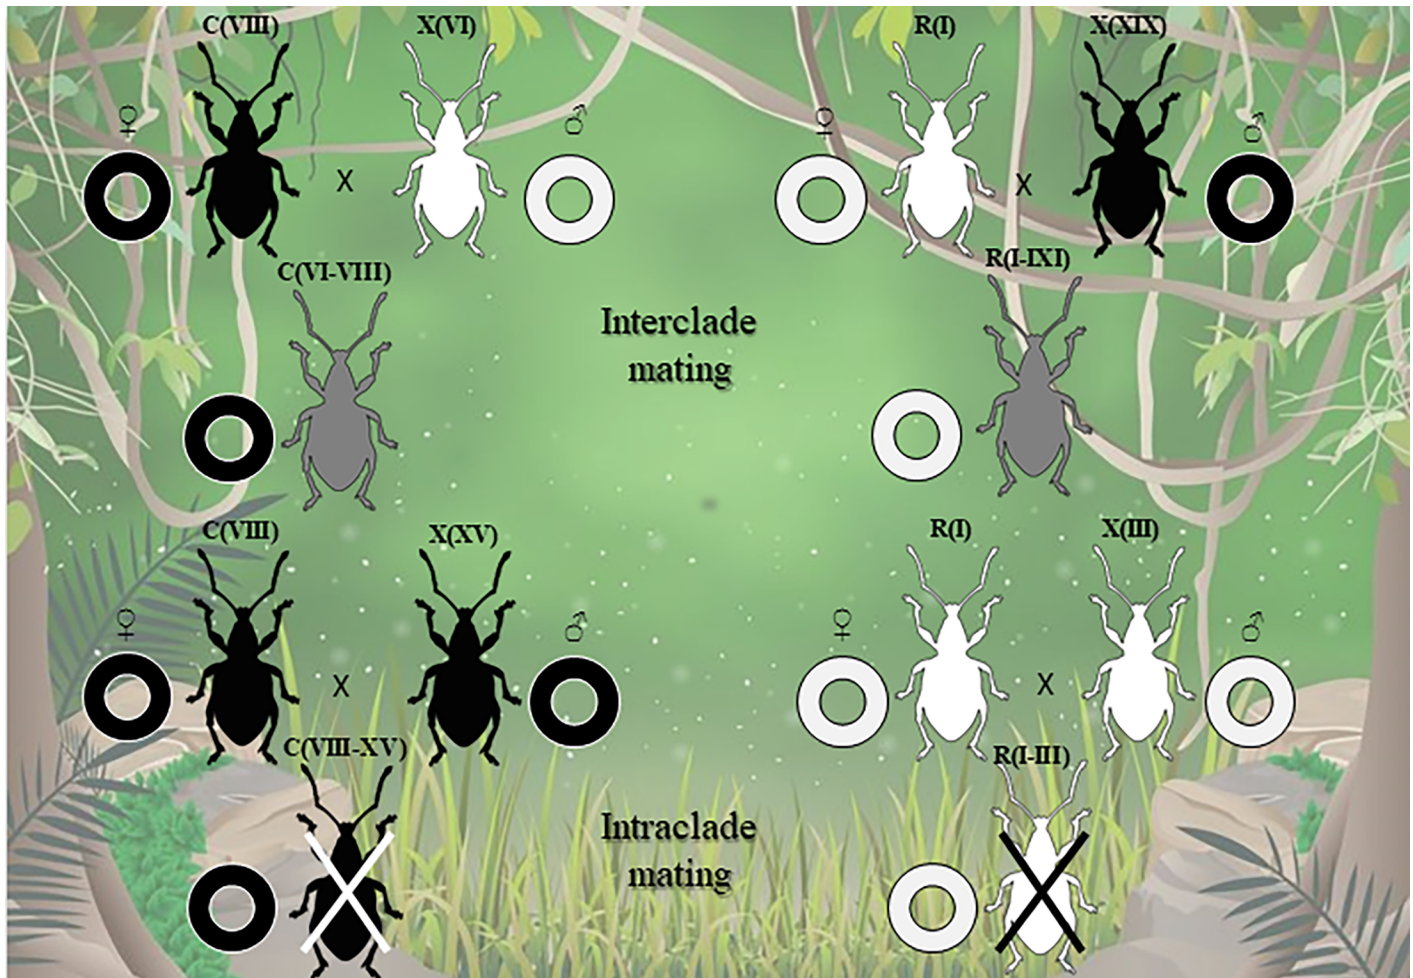 C(VIII) X(VI) R(I) X(XIX)
♀ ♂ ♀ ♂
X X
C(VI-VIII) R(I-IXI)
Interclade
mating
C(VIII) X(XV) R(I) X(III)
♀ ♂ ♀ ♂
X X
C(VIII-XV) R(I-III)
Intraclade
mating